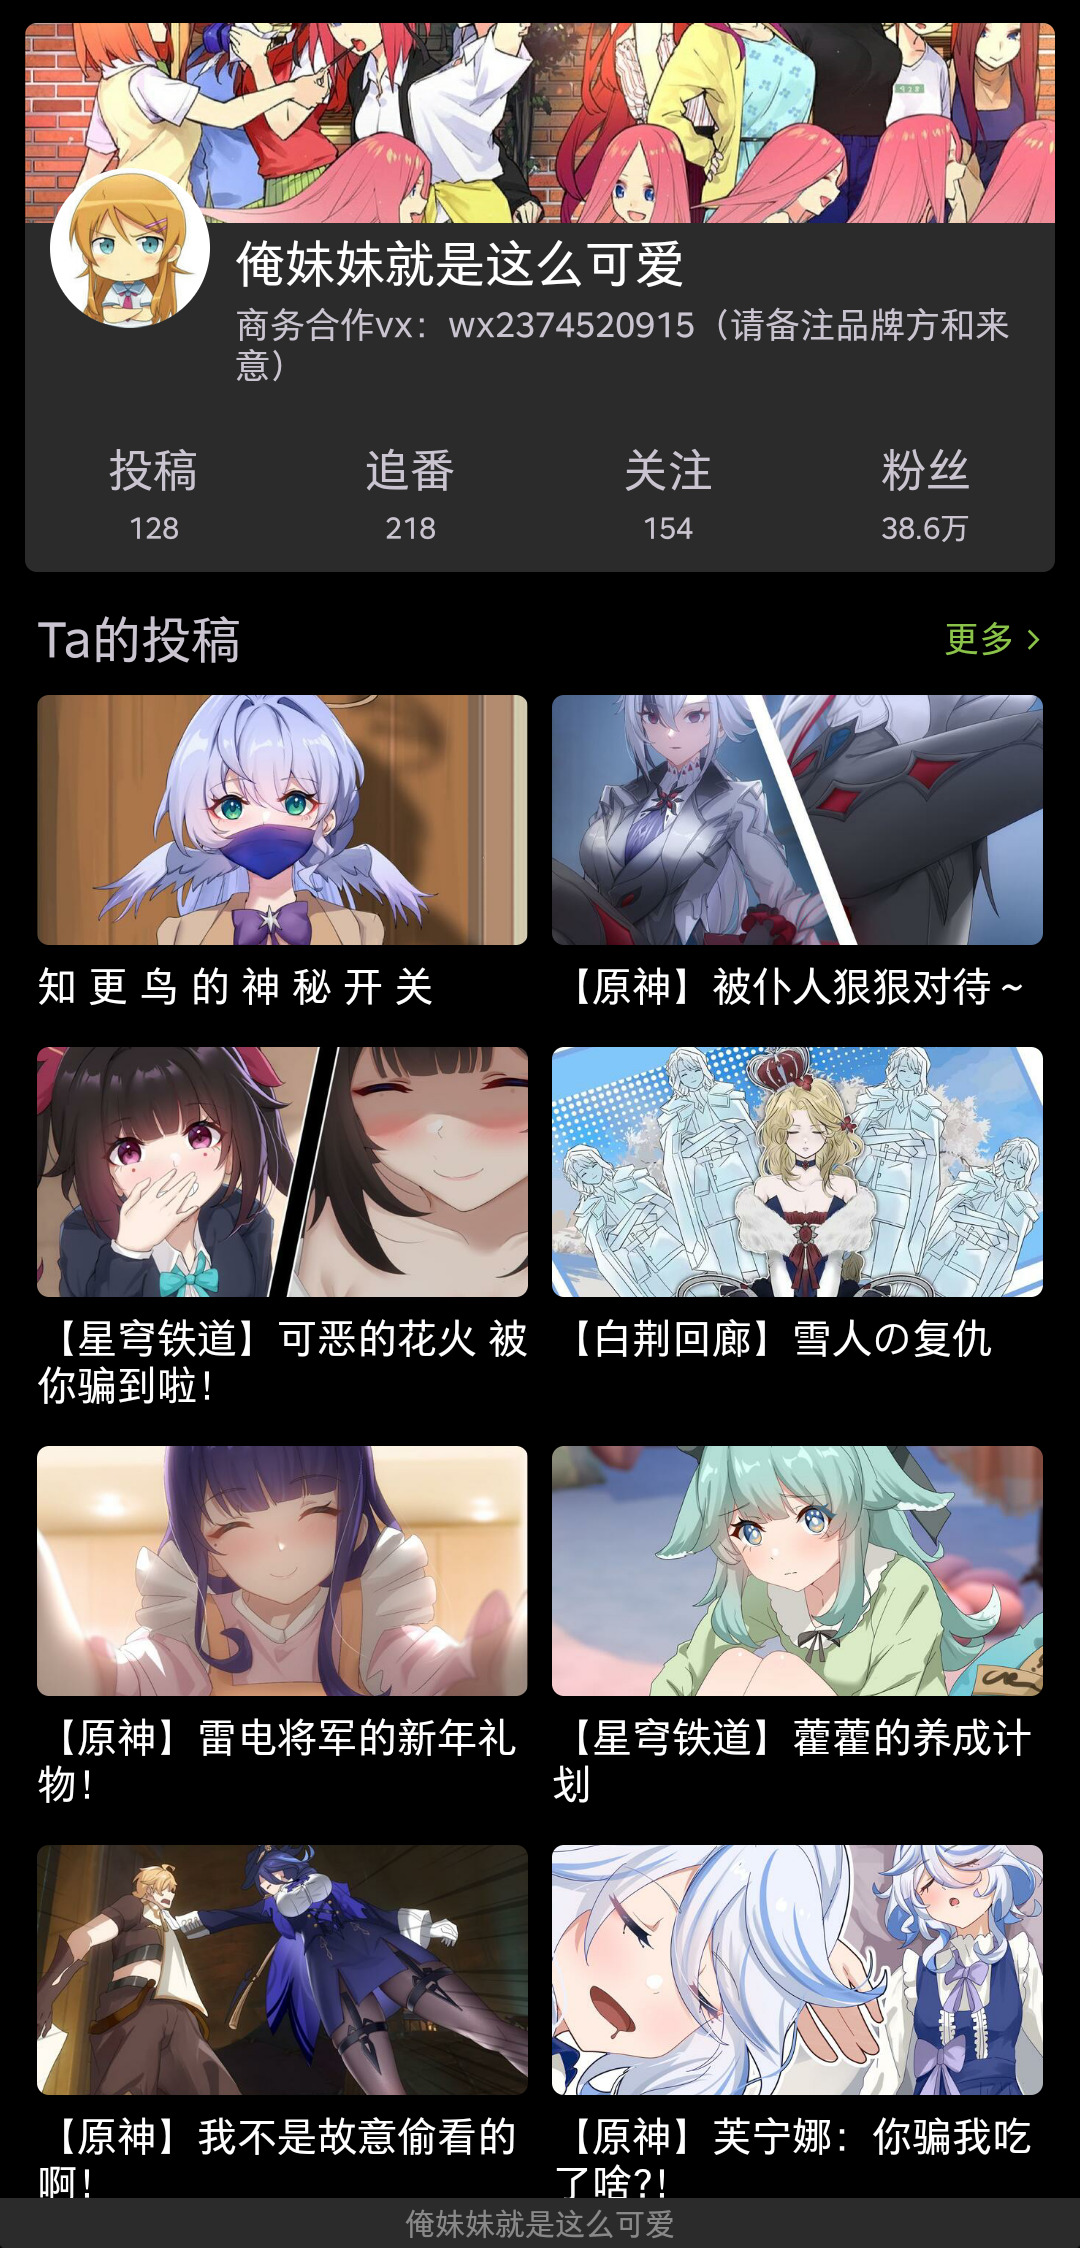 俺妹妹就是这么可爱
商务合作vx：wx2374520915（请备注品牌方和来
意）
投稿 追番 关注 粉丝
128 218 154 38.6万
Ta的投稿 更多 >
知 更 鸟 的 神 秘 开 关
【原神】被仆人狠狠对待～
【星穹铁道】可恶的花火 被
你骗到啦！
【白荆回廊】雪人の复仇
【原神】雷电将军的新年礼
物！
【星穹铁道】藿藿的养成计
划
【原神】我不是故意偷看的
啊！
【原神】芙宁娜：你骗我吃
了啥?！
俺妹妹就是这么可爱